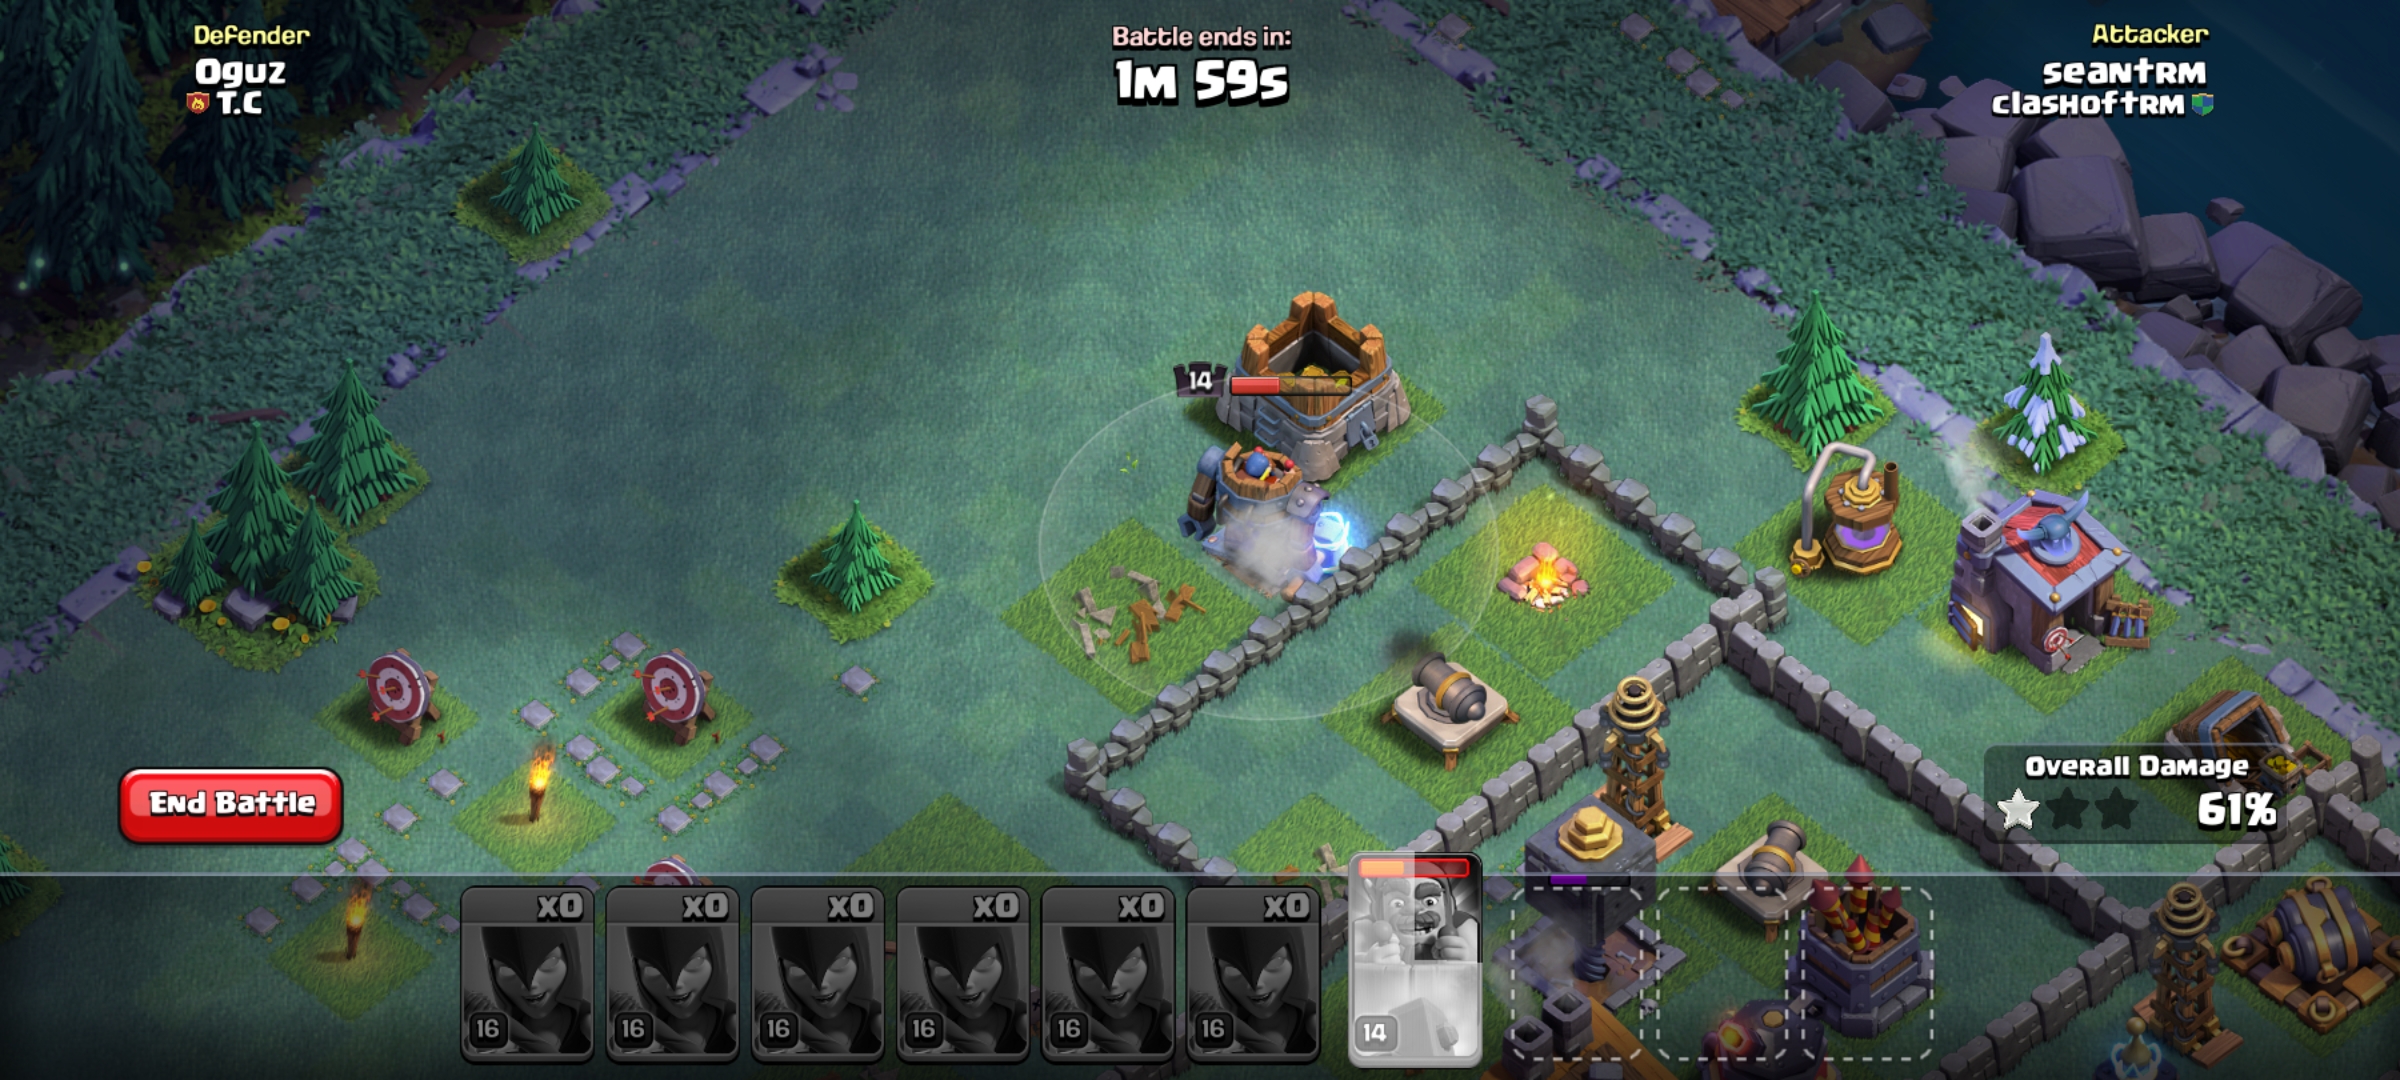 Defender
Oguz
T.C
Battle ends in:
1M 59s
Attacker
seantRM
clashoftRM
14
End Battle
Overall Damage
61%
x0 x0 x0 x0 x0 x0
16 16 16 16 16 16 14